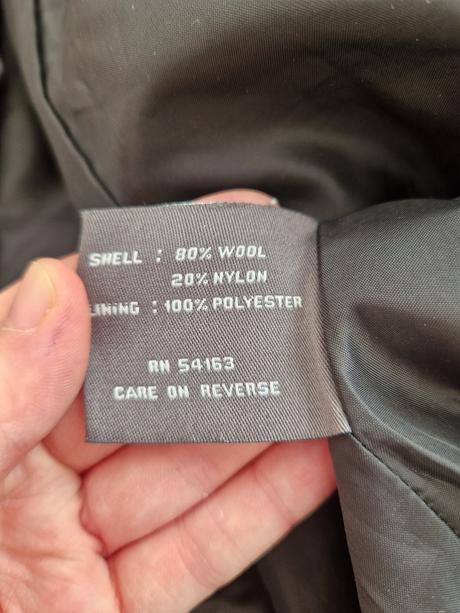 SHELL : 80% WOOL
20% NYLON
LINING : 100% POLYESTER
RN 54163
CARE ON REVERSE